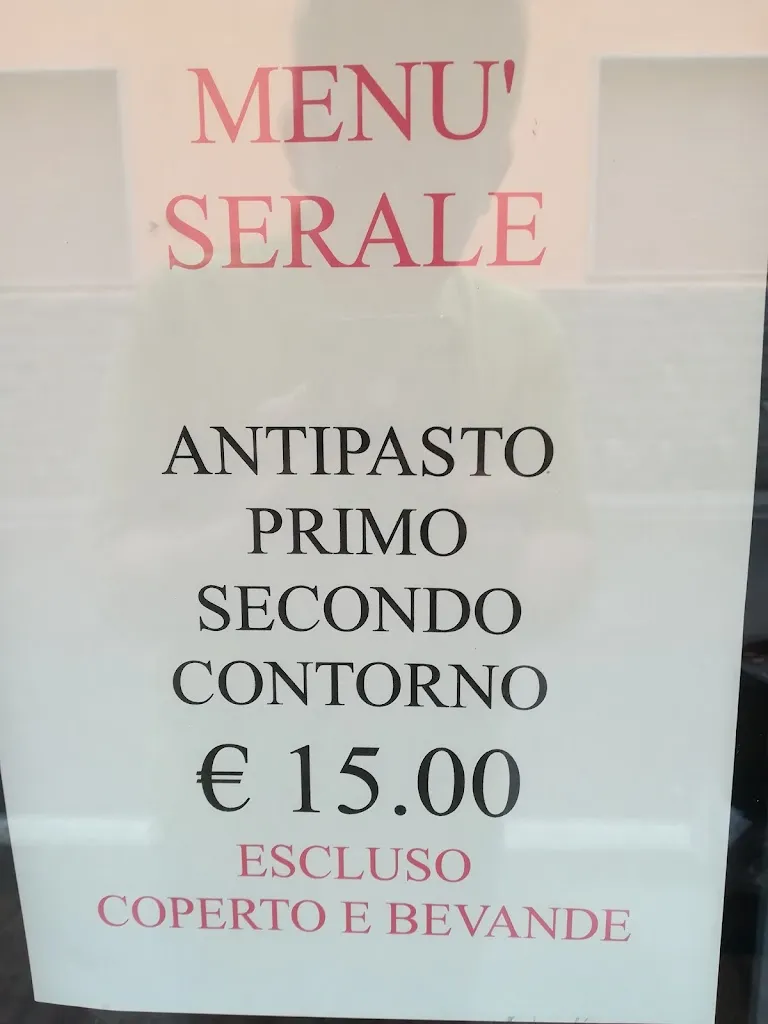 MENU'
SERALE
ANTIPASTO
PRIMO
SECONDO
CONTORNO
€ 15.00
ESCLUSO
COPERTO E BEVANDE